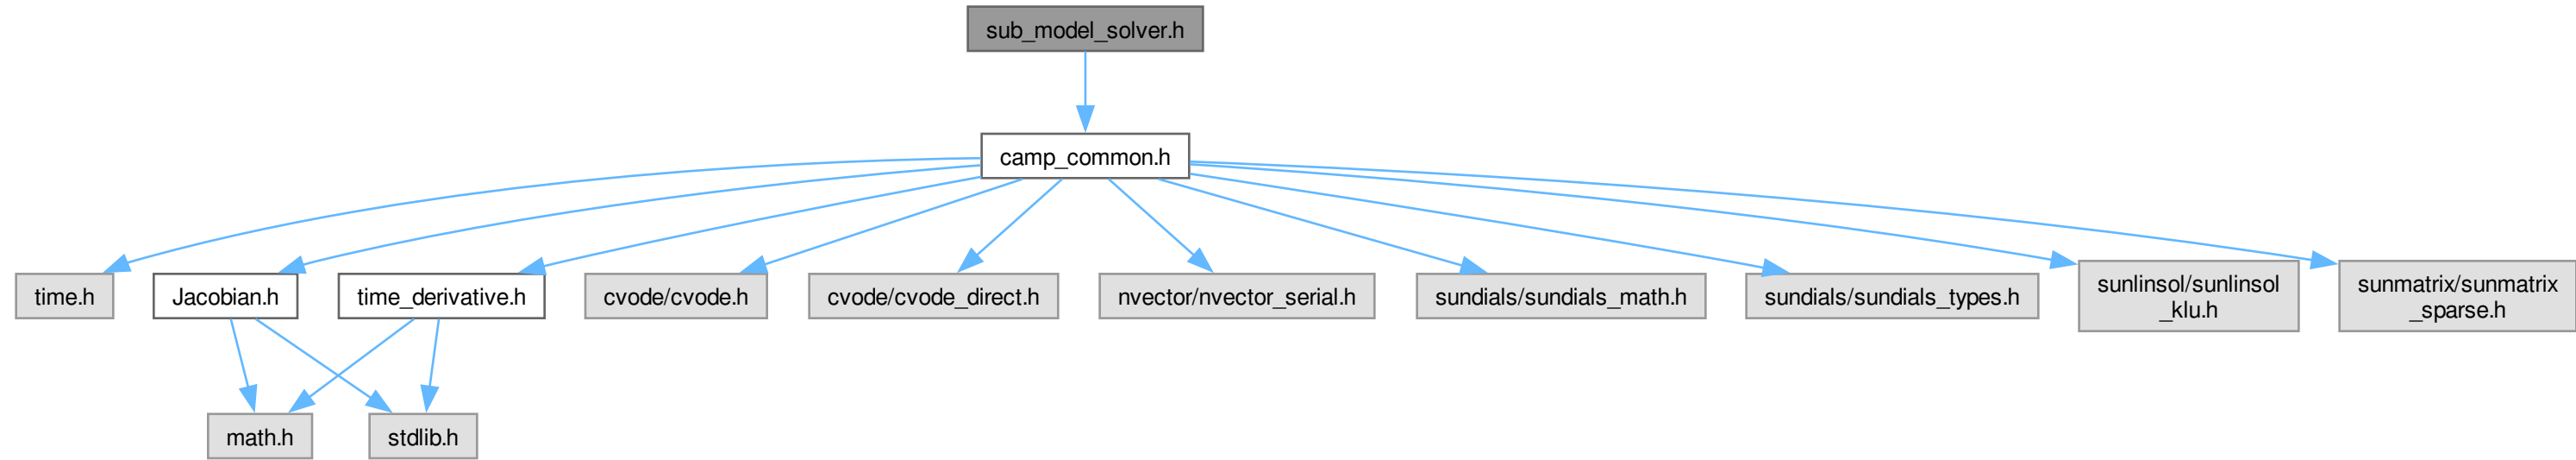 sub_model_solver.h
camp_common.h
time.h
Jacobian.h
time_derivative.h
cvode/cvode.h
cvode/cvode_direct.h
nvector/nvector_serial.h
sundials/sundials_math.h
sundials/sundials_types.h
sunlinsol/sunlinsol
_klu.h
sunmatrix/sunmatrix
_sparse.h
math.h
stdlib.h